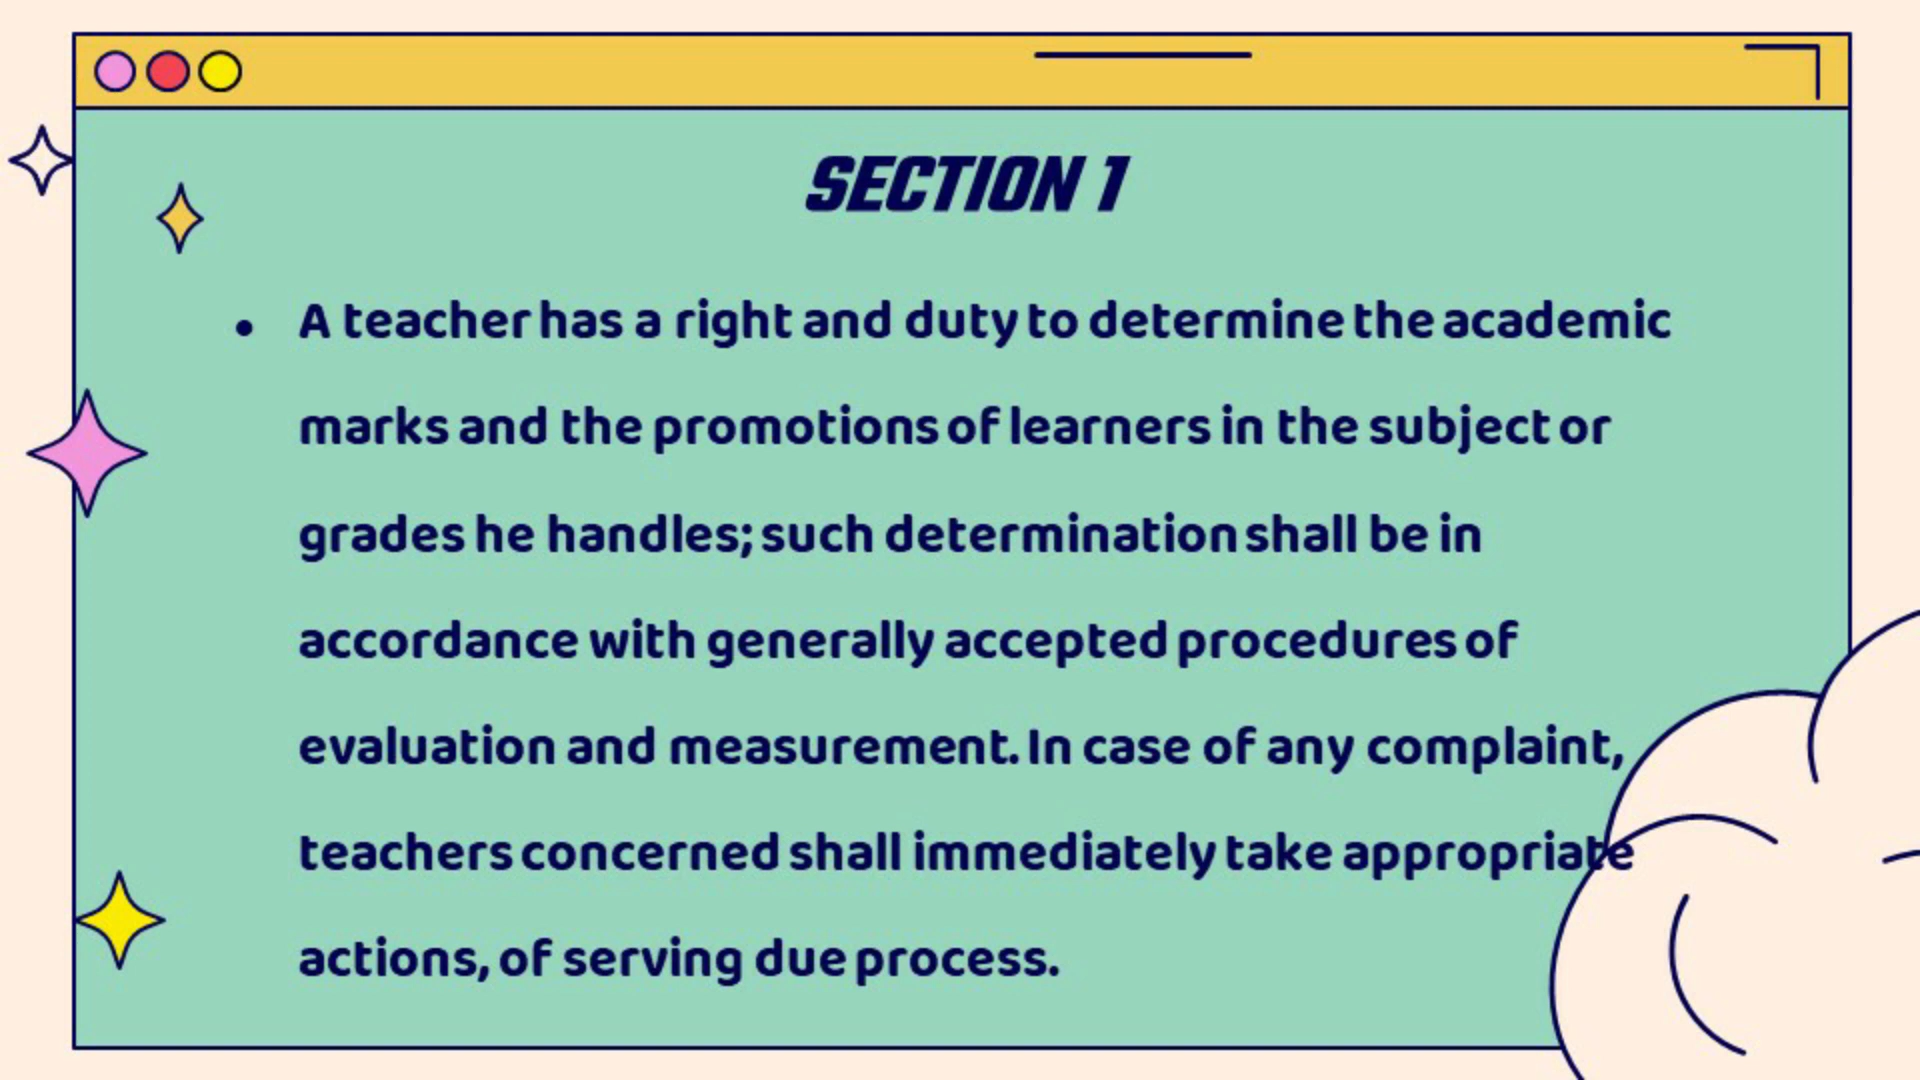 SECTION 1
• A teacher has a right and duty to determine the academic
marks and the promotions of learners in the subject or
grades he handles; such determination shall be in
accordance with generally accepted procedures of
evaluation and measurement. In case of any complaint,
teachers concerned shall immediately take appropriate
actions, of serving due process.